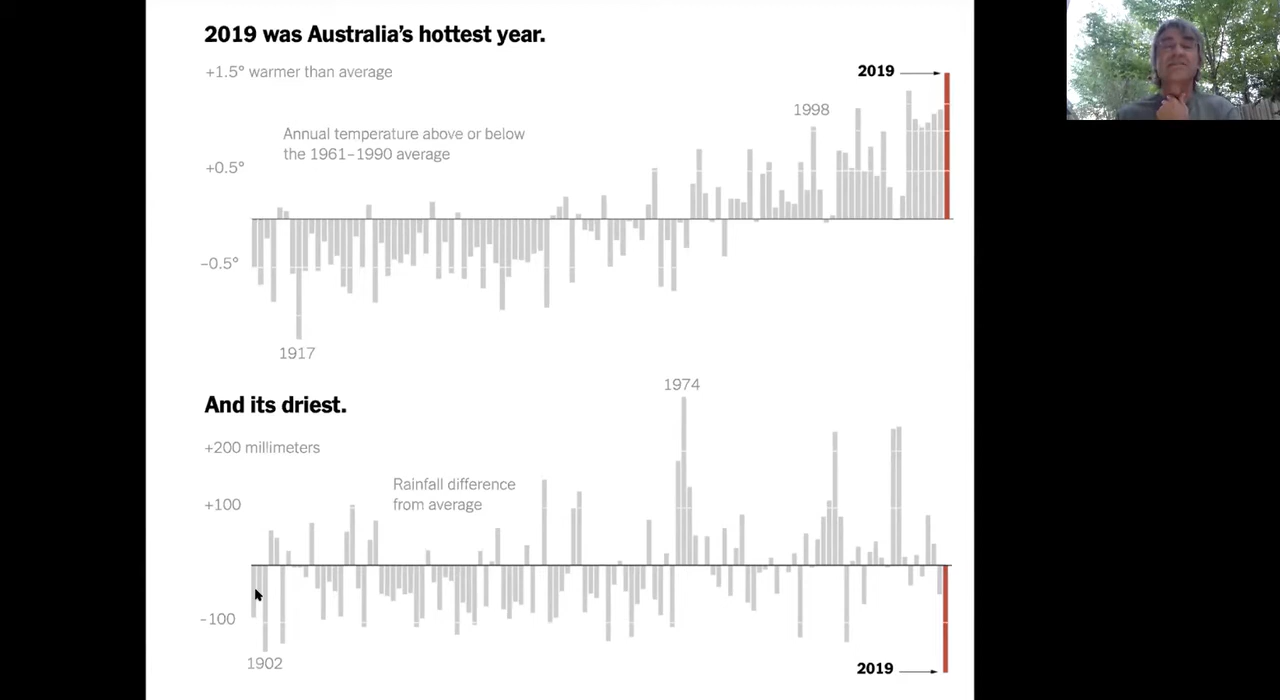 2019 was Australia's hottest year.
+1.5° warmer than average
2019
1998
Annual temperature above or below
the 1961–1990 average
+0.5°
−0.5°
1917
1974
And its driest.
+200 millimeters
Rainfall difference
from average
+100
−100
1902
2019